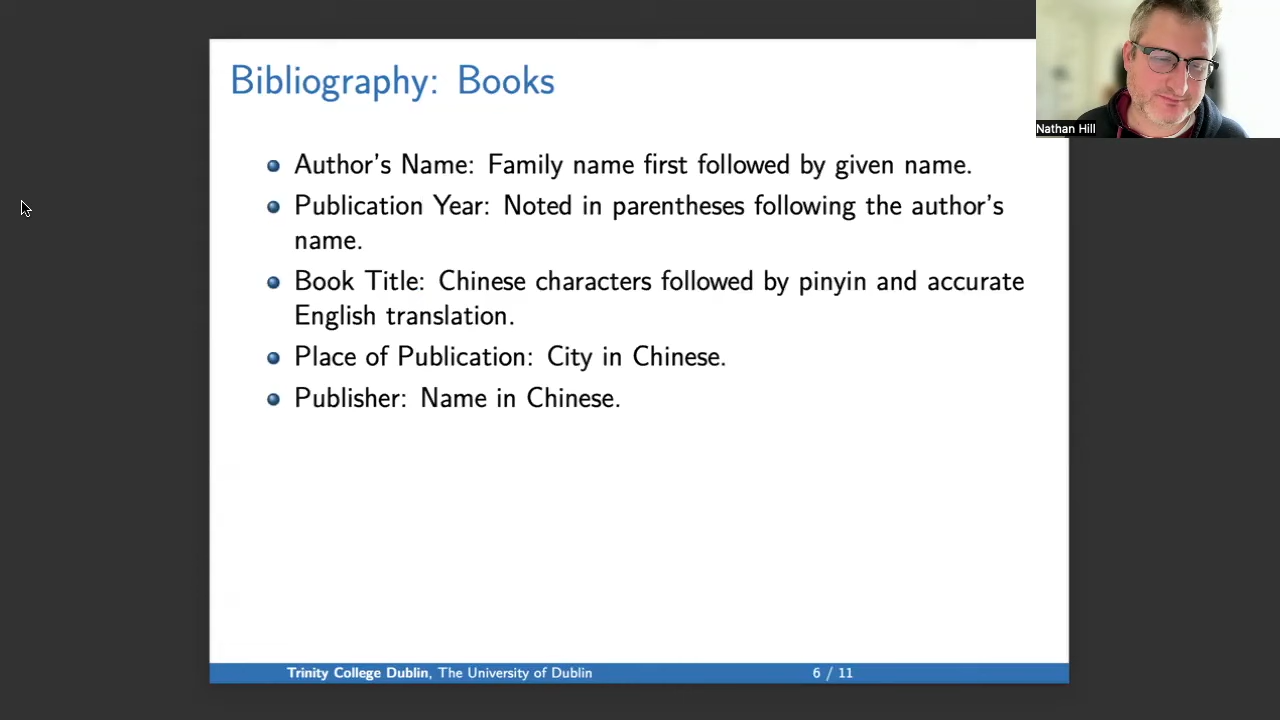 Bibliography: Books
Nathan Hill
Author's Name: Family name first followed by given name.
Publication Year: Noted in parentheses following the author's
name.
Book Title: Chinese characters followed by pinyin and accurate
English translation.
Place of Publication: City in Chinese.
Publisher: Name in Chinese.
Trinity College Dublin, The University of Dublin
6 / 11